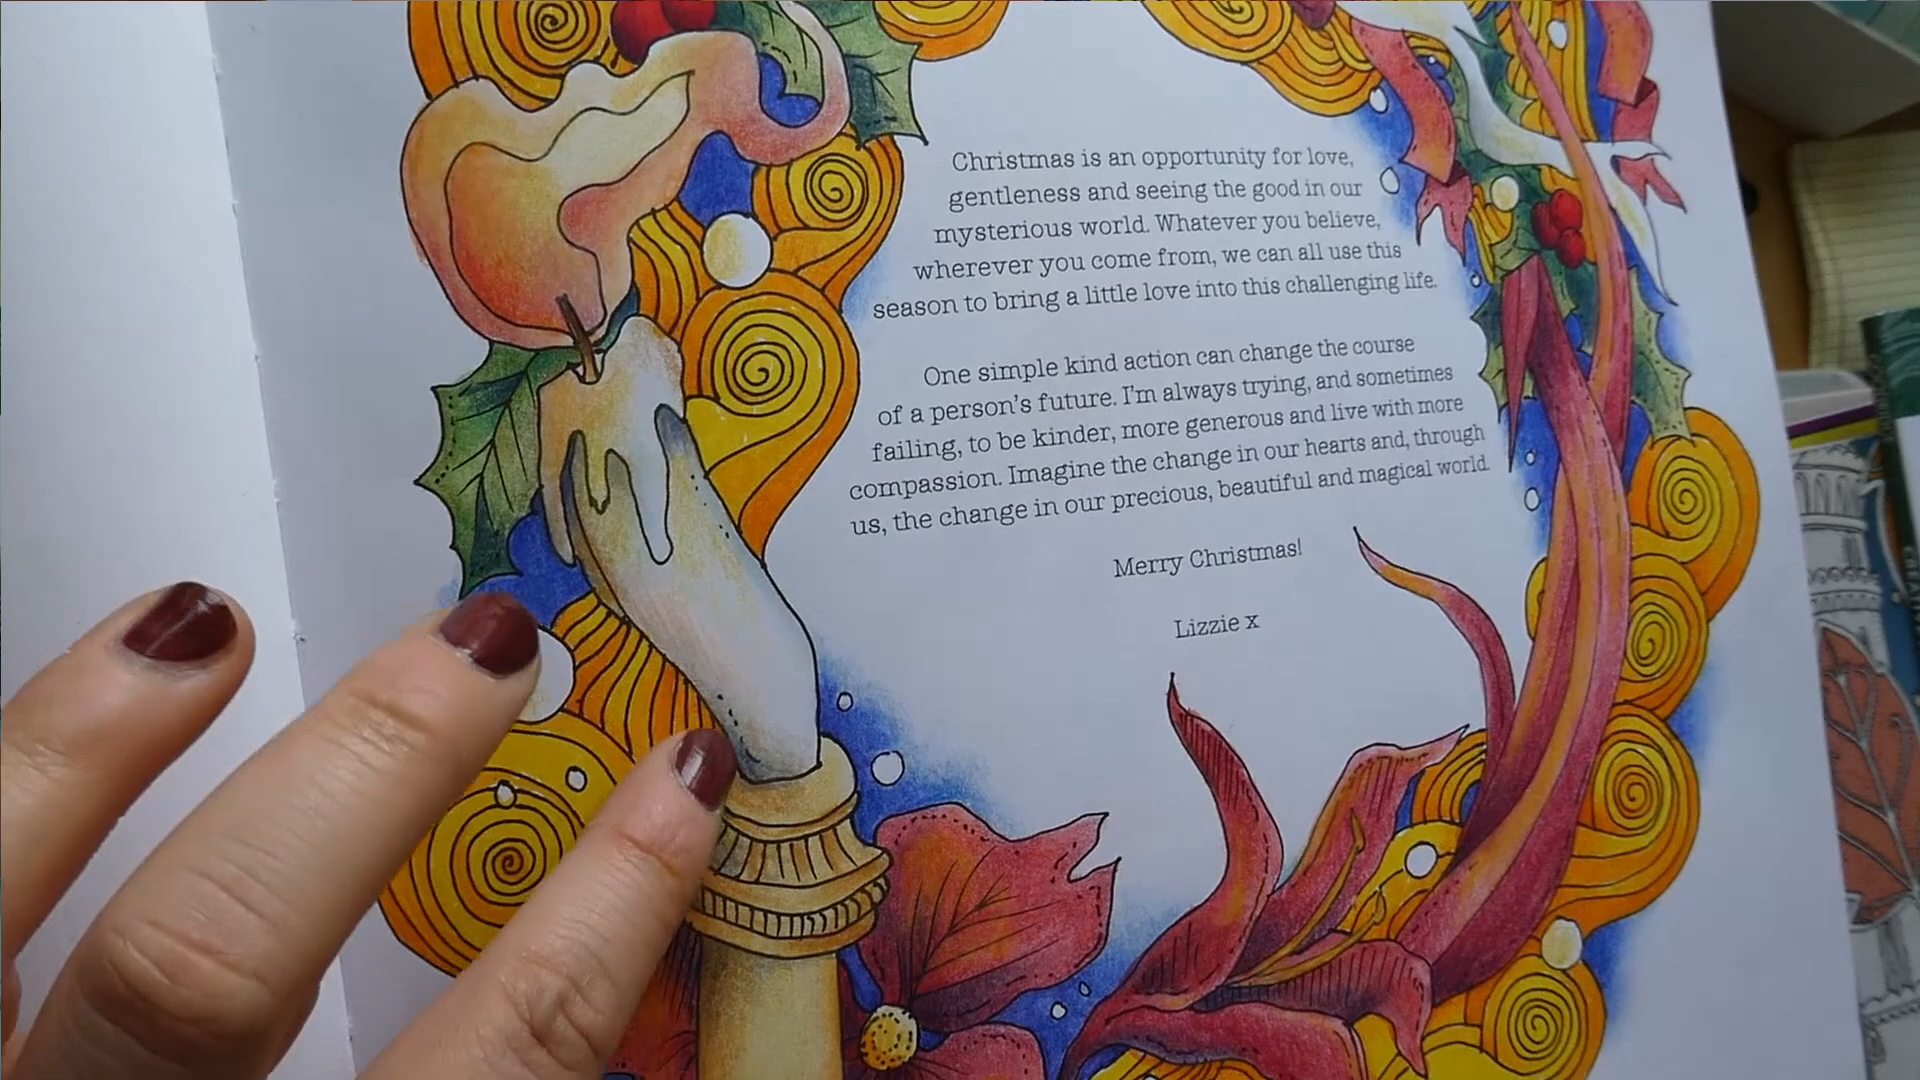 Christmas is an opportunity for love,
gentleness and seeing the good in our
mysterious world. Whatever you believe,
wherever you come from, we can all use this
season to bring a little love into this challenging life.
One simple kind action can change the course
of a person's future. I'm always trying, and sometimes
failing, to be kinder, more generous and live with more
compassion. Imagine the change in our hearts and, through
us, the change in our precious, beautiful and magical world.
Merry Christmas!
Lizzie x